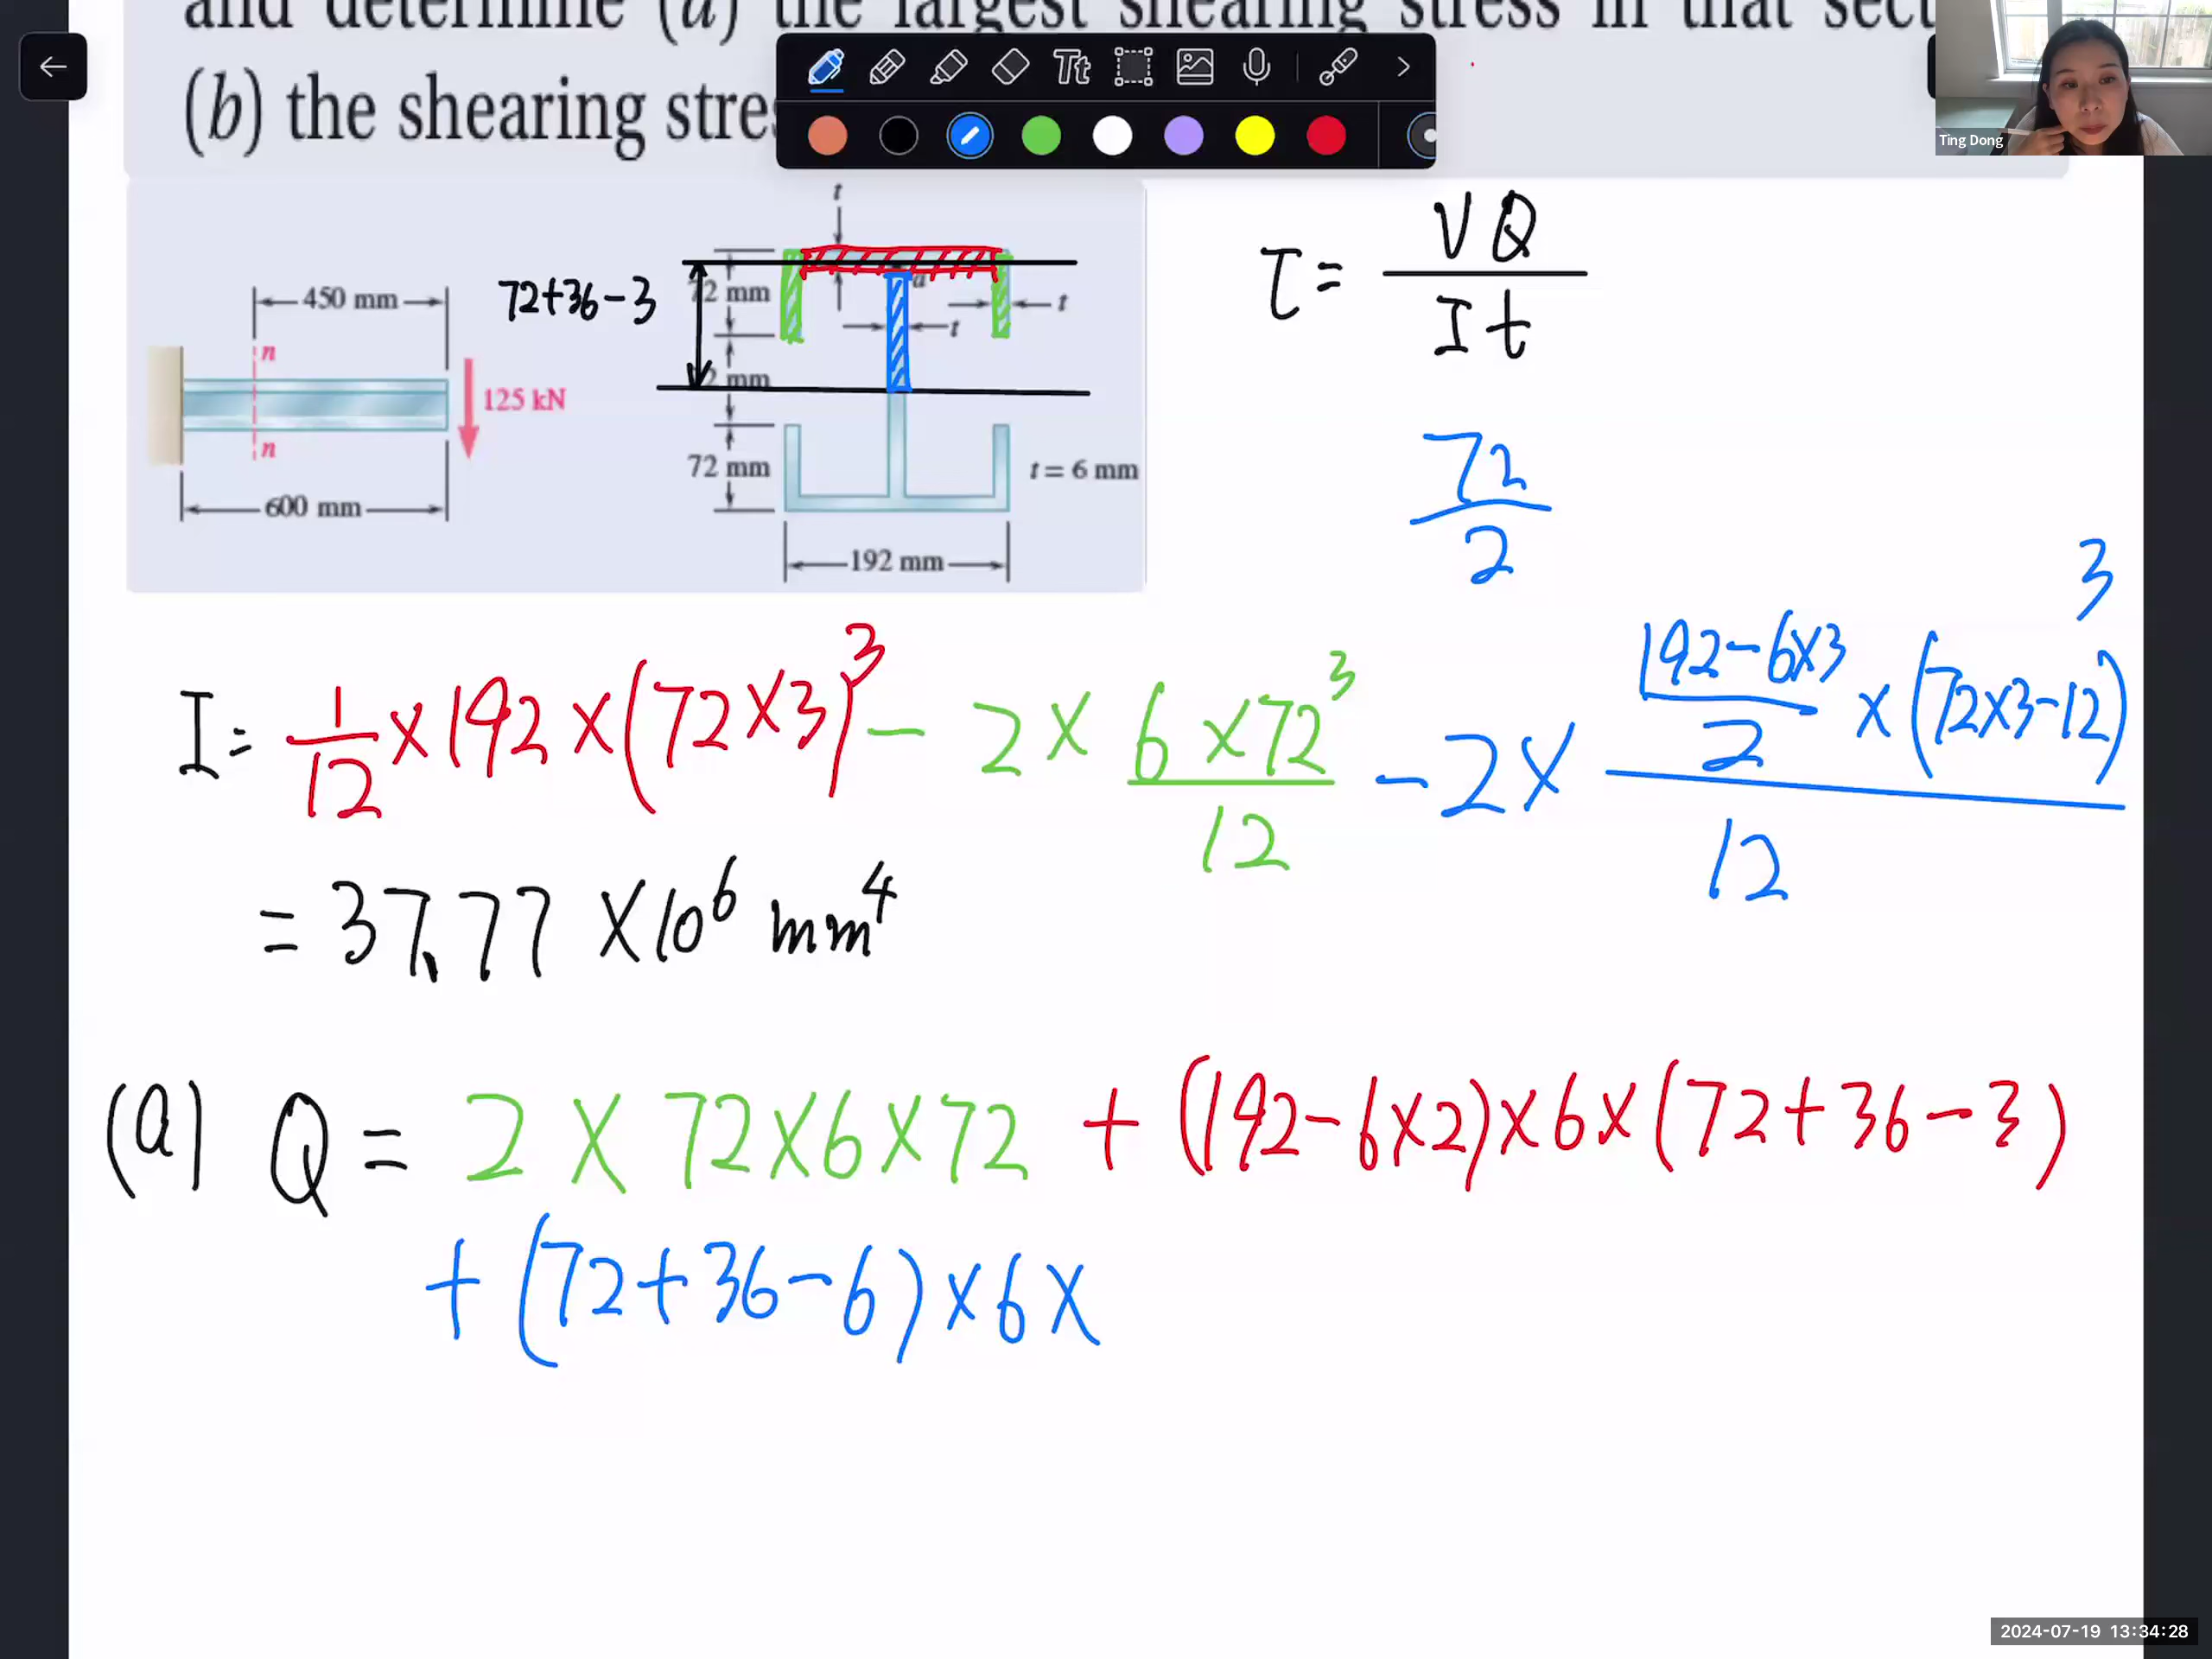 and determine (a) the largest shearing stress in that sect
(b) the shearing stre
Tt
Ting Dong
t
72+36-3
2 mm
a
t
t
450 mm
n
2 mm
125 kN
n
72 mm
t = 6 mm
600 mm
192 mm
τ = VQ / It
72 / 2
I = 1/12 × 192 × (72×3)³ - 2 × 6×72³ / 12 - 2 × (192-6×3)/2 × (72×3-12)³ / 12
= 37.77 × 10⁶ mm⁴
(a) Q = 2 × 72×6×72 + (192-6×2)×6×(72+36-3)
+ (72+36-6)×6×
2024-07-19 13:34:28